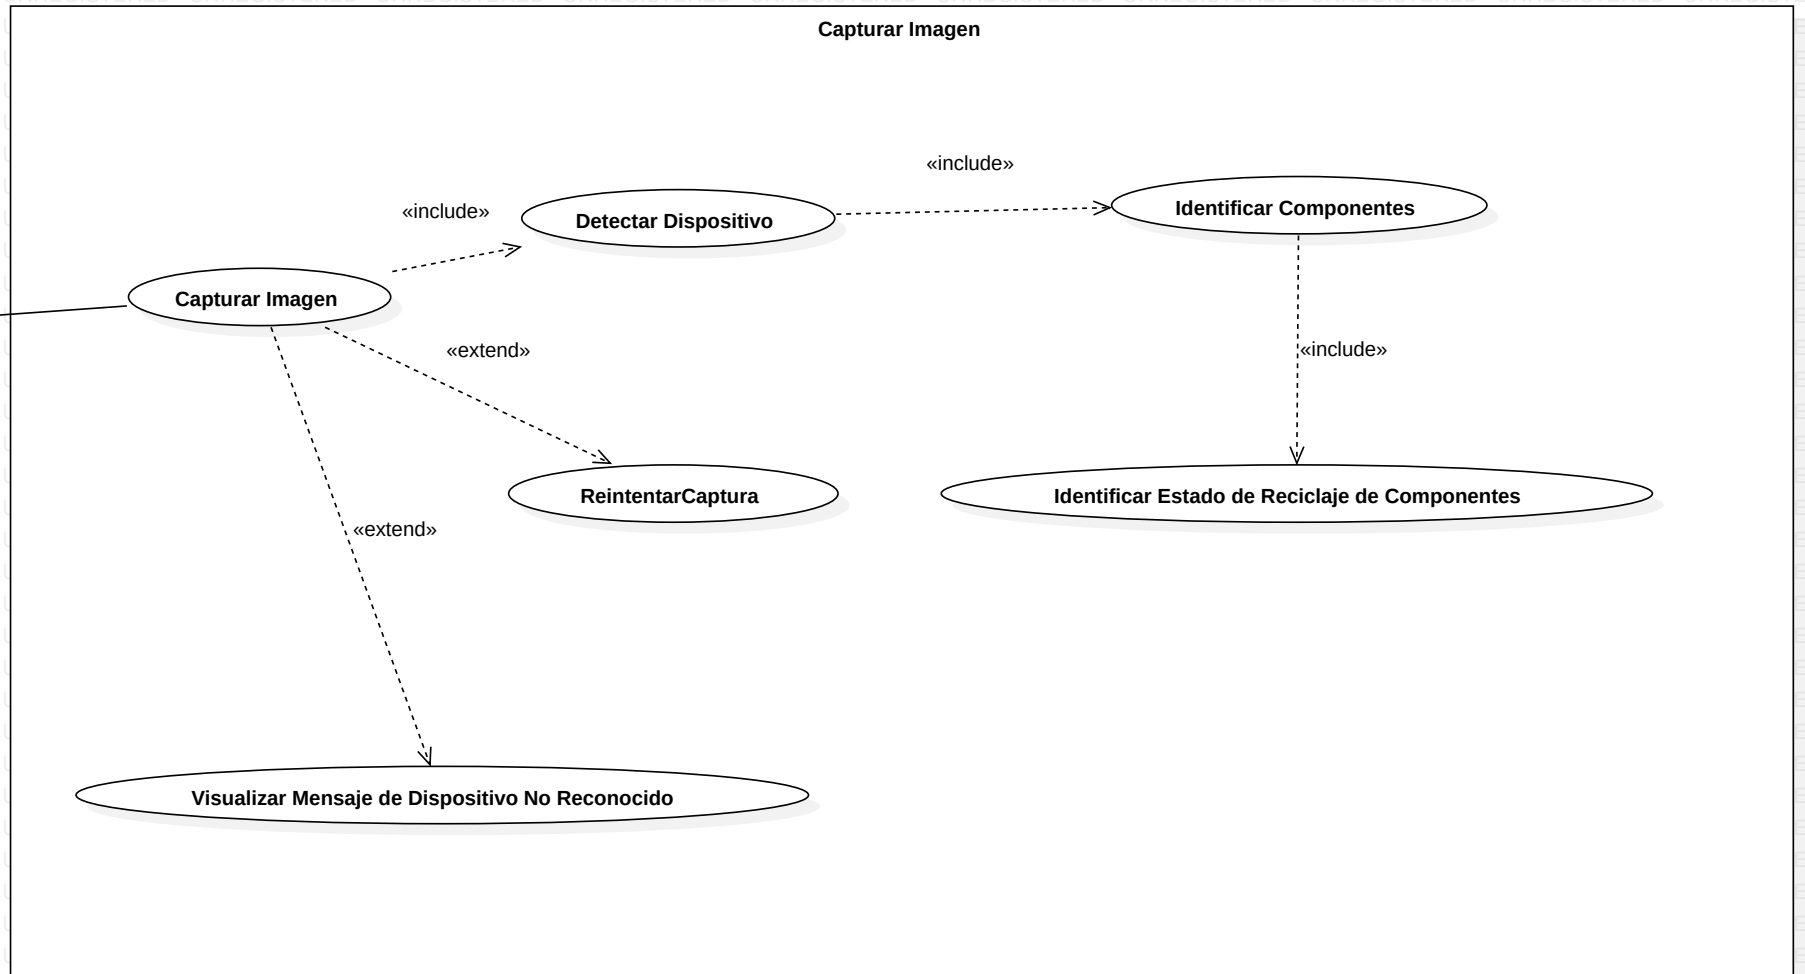 Capturar Imagen
«include»
«include»
Detectar Dispositivo
Identificar Componentes
Capturar Imagen
«extend»
«include»
ReintentarCaptura
Identificar Estado de Reciclaje de Componentes
«extend»
Visualizar Mensaje de Dispositivo No Reconocido